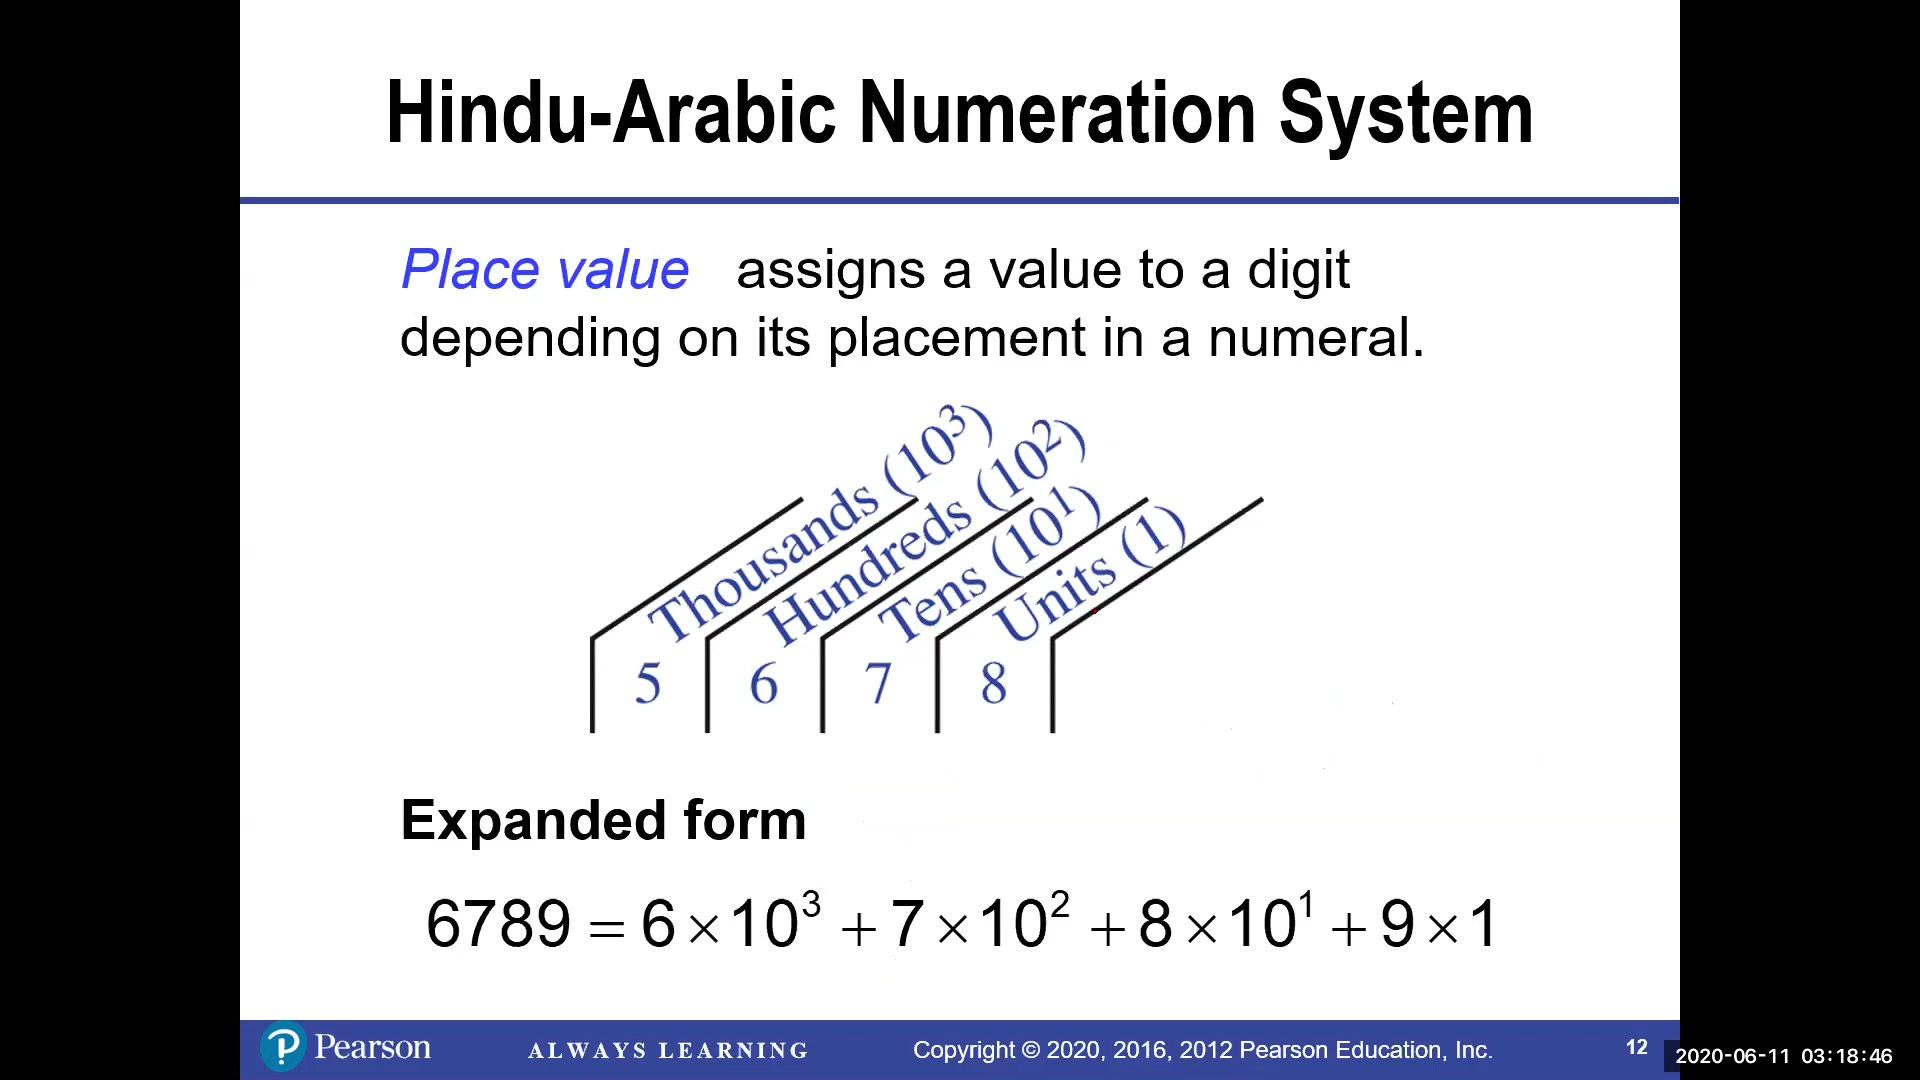 Hindu-Arabic Numeration System
Place value assigns a value to a digit
depending on its placement in a numeral.
Thousands (10³)
Hundreds (10²)
Tens (10¹)
Units (1)
5 6 7 8
Expanded form
6789 = 6 × 10³ + 7 × 10² + 8 × 10¹ + 9 × 1
Pearson ALWAYS LEARNING Copyright © 2020, 2016, 2012 Pearson Education, Inc. 12
2020-06-11 03:18:46